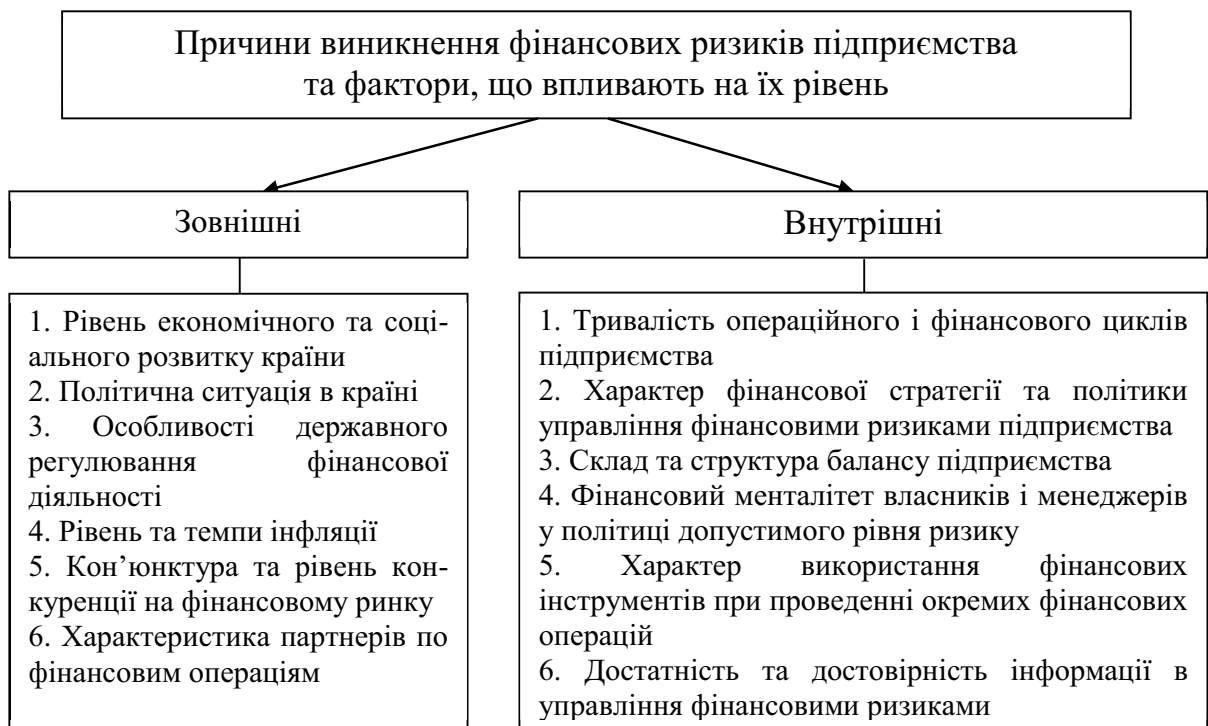 Причини виникнення фінансових ризиків підприємства
та фактори, що впливають на їх рівень
Зовнішні
1. Рівень економічного та соці-
ального розвитку країни
2. Політична ситуація в країні
3. Особливості державного
регулювання фінансової
діяльності
4. Рівень та темпи інфляції
5. Кон’юнктура та рівень кон-
куренції на фінансовому ринку
6. Характеристика партнерів по
фінансовим операціям
Внутрішні
1. Тривалість операційного і фінансового циклів
підприємства
2. Характер фінансової стратегії та політики
управління фінансовими ризиками підприємства
3. Склад та структура балансу підприємства
4. Фінансовий менталітет власників і менеджерів
у політиці допустимого рівня ризику
5. Характер використання фінансових
інструментів при проведенні окремих фінансових
операцій
6. Достатність та достовірність інформації в
управління фінансовими ризиками